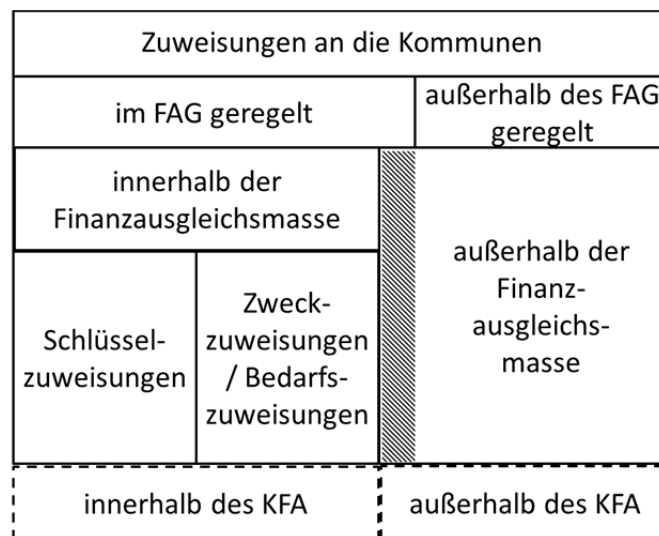 Zuweisungen an die Kommunen
im FAG geregelt
außerhalb des FAG
geregelt
innerhalb der
Finanzausgleichsmasse
außerhalb der
Finanz-
ausgleichs-
masse
Schlüssel-
zuweisungen
Zweck-
zuweisungen
/ Bedarfs-
zuweisungen
innerhalb des KFA
außerhalb des KFA